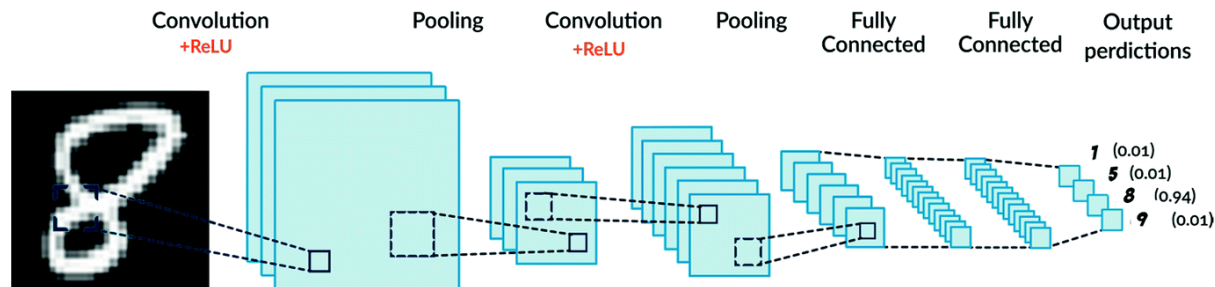 Convolution
+ReLU
Pooling
Convolution
+ReLU
Pooling
Fully
Connected
Fully
Connected
Output
perdictions
1 (0.01)
5 (0.01)
8 (0.94)
9 (0.01)